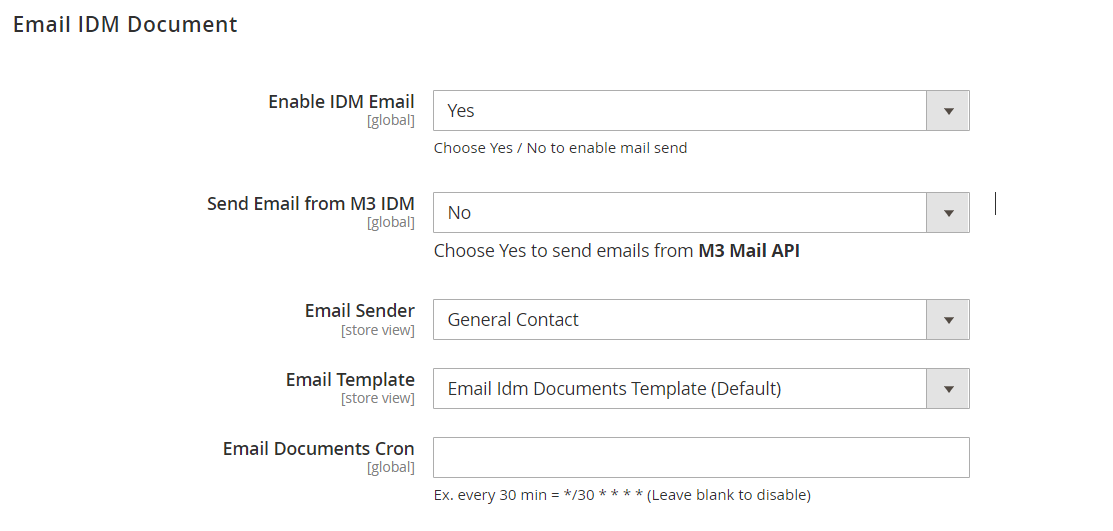 Email IDM Document
Enable IDM Email
[global]
Yes
Choose Yes / No to enable mail send
Send Email from M3 IDM
[global]
No
Choose Yes to send emails from M3 Mail API
Email Sender
[store view]
General Contact
Email Template
[store view]
Email Idm Documents Template (Default)
Email Documents Cron
[global]
Ex. every 30 min = */30 * * * * (Leave blank to disable)